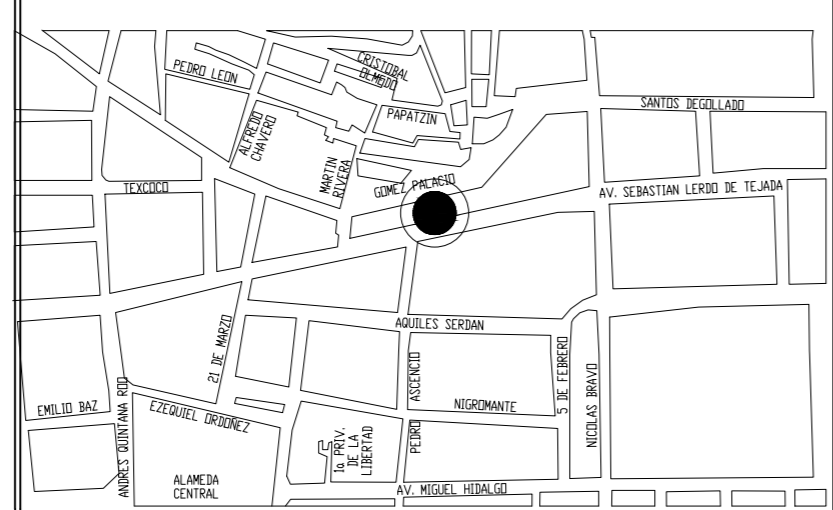 CRISTOBAL
OLMEDO
PEDRO LEON
SANTOS DEGOLLADO
PAPATZIN
ALFREDO
CHAVERO
MARTIN
RIVERA
TEXCOCO
GOMEZ PALACIO
AV. SEBASTIAN LERDO DE TEJADA
AQUILES SERDAN
21 DE MARZO
ASCENCIO
PEDRO
5 DE FEBRERO
NICOLAS BRAVO
NIGROMANTE
EMILIO BAZ
ANDRES QUINTANA ROO
EZEQUIEL ORDOÑEZ
1a PRIV.
DE LA
LIBERTAD
ALAMEDA
CENTRAL
AV. MIGUEL HIDALGO